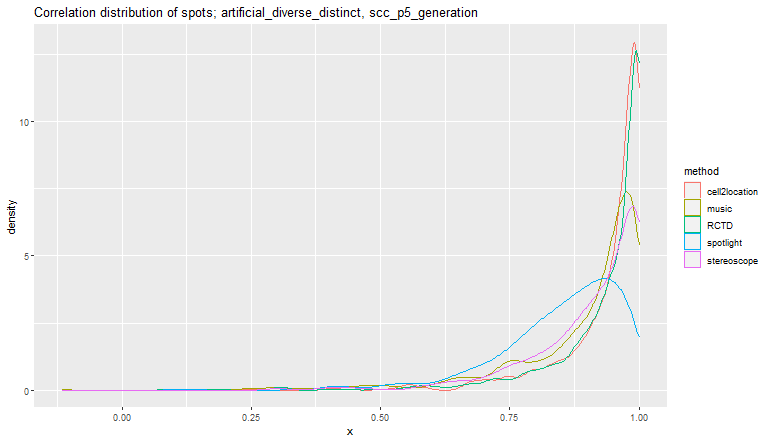 Correlation distribution of spots; artificial_diverse_distinct, scc_p5_generation
density
10
5
0
0.00 0.25 0.50 0.75 1.00
x
method
cell2location
music
RCTD
spotlight
stereoscope